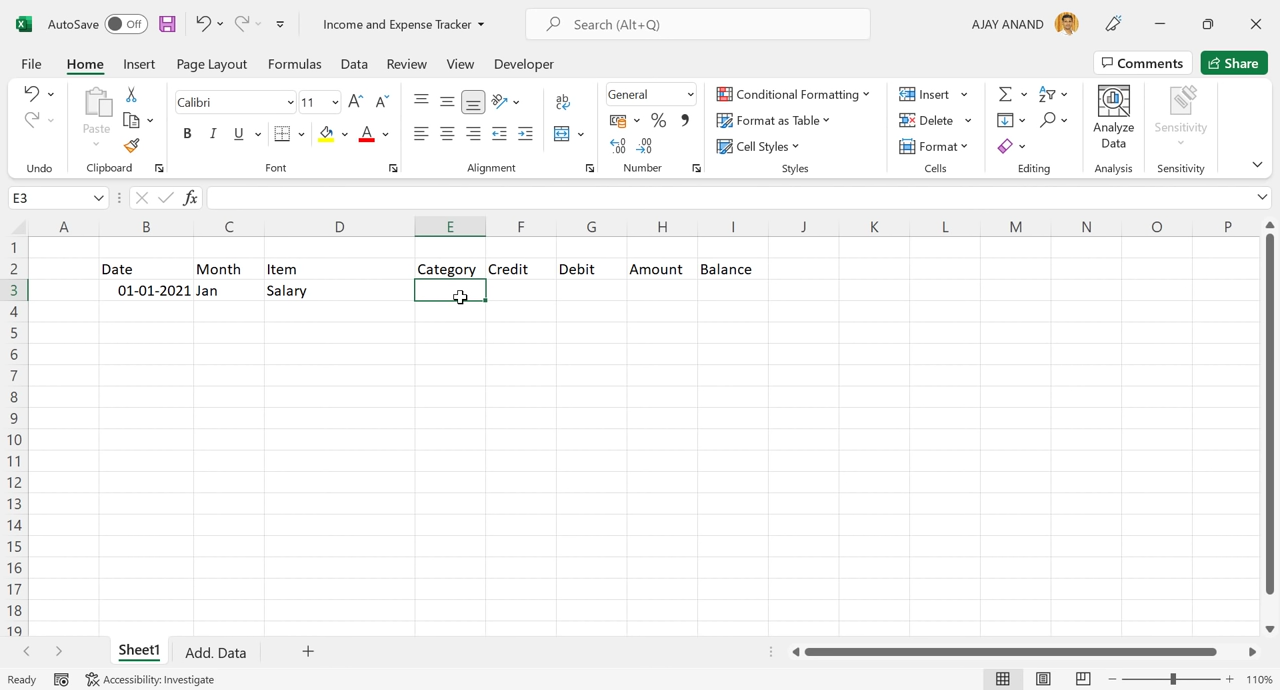 AutoSave Off Income and Expense Tracker Search (Alt+Q) AJAY ANAND
File Home Insert Page Layout Formulas Data Review View Developer Comments Share
Calibri 11 ab General Conditional Formatting Insert
Paste B I U A % , Format as Table Delete Analyze Data Sensitivity
Cell Styles Format
Undo Clipboard Font Alignment Number Styles Cells Editing Analysis Sensitivity
E3 fx
A B C D E F G H I J K L M N O P
1
2 Date Month Item Category Credit Debit Amount Balance
3 01-01-2021 Jan Salary
4
5
6
7
8
9
10
11
12
13
14
15
16
17
18
19
Sheet1 Add. Data
Ready Accessibility: Investigate 110%